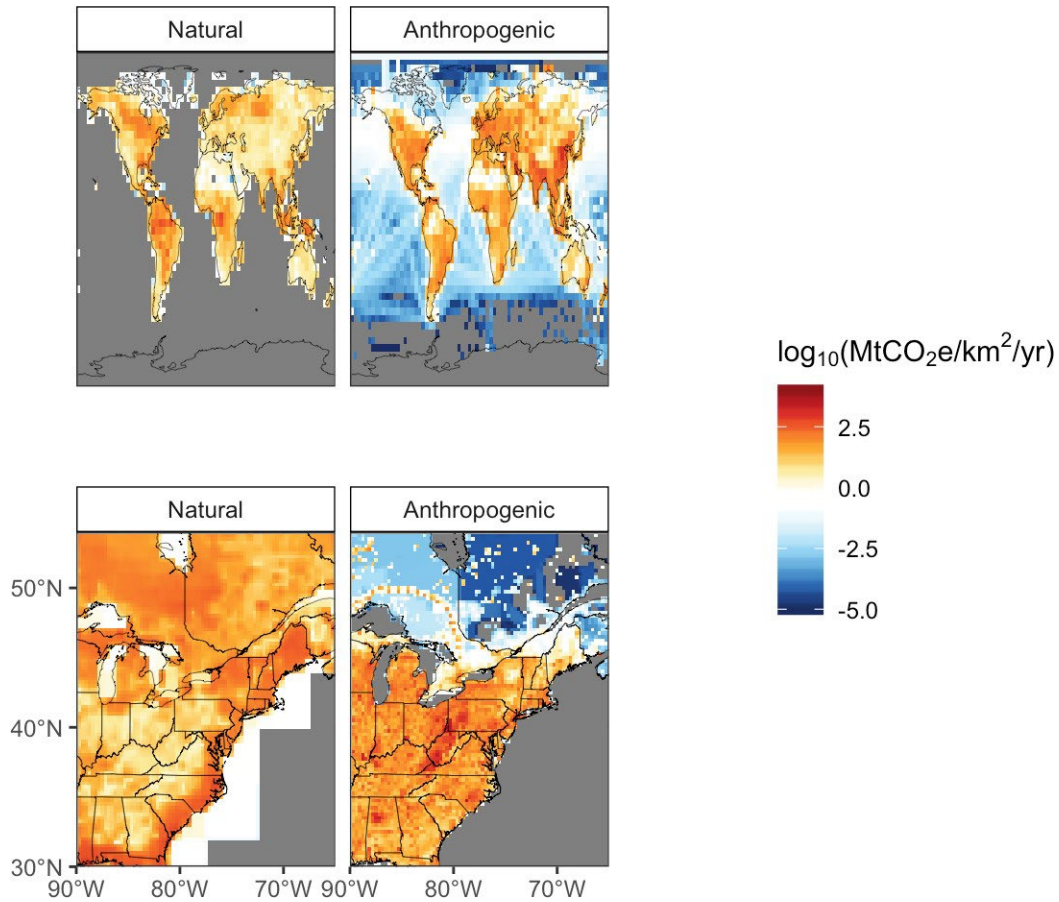 Natural
Anthropogenic
log₁₀(MtCO₂e/km²/yr)
2.5
0.0
-2.5
-5.0
Natural
Anthropogenic
50°N
40°N
30°N
90°W
80°W
70°W
90°W
80°W
70°W